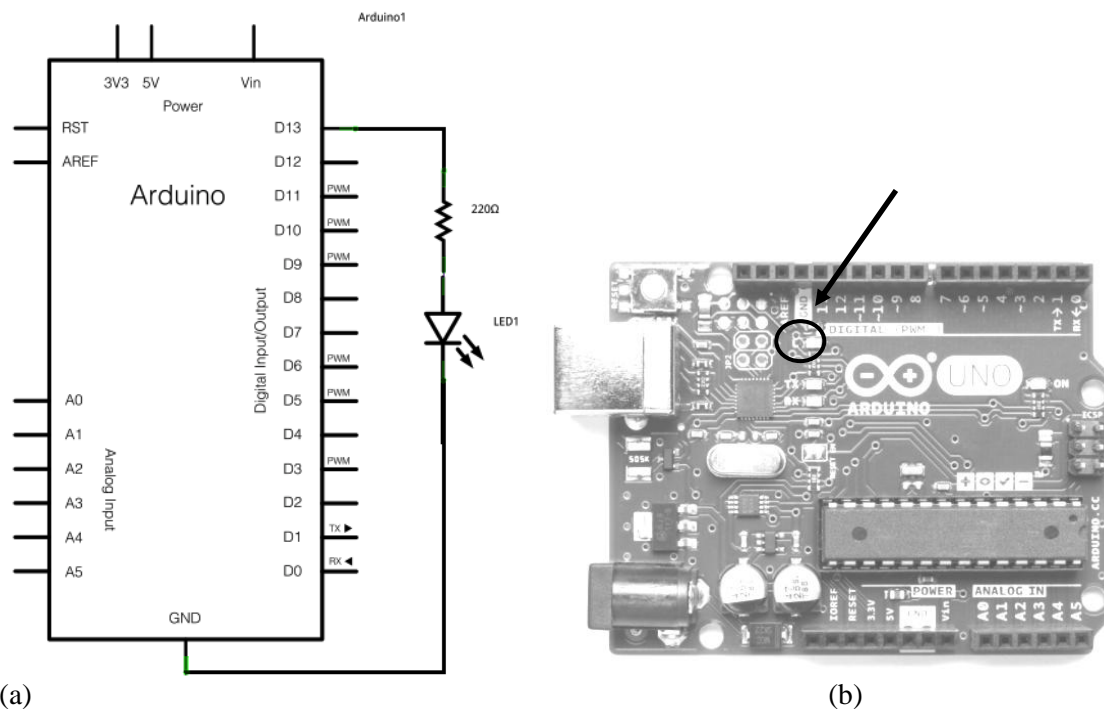 Arduino1
3V3 5V Vin
Power
RST
AREF
Arduino
A0
A1
A2
A3
A4
A5
Analog Input
Digital Input/Output
D13
D12
D11 PWM
D10 PWM
D9 PWM
D8
D7
D6 PWM
D5 PWM
D4
D3 PWM
D2
D1 TX ▶
D0 RX ◀
GND
220Ω
LED1
(a)
RESET
AREF
GND
12
~11
~10
~9
8
7
~6
~5
~4
~3
2
TX→1
RX←0
DIGITAL PWM
TX
RX
ARDUINO
UNO
ON
ICSP
ARDUINO.CC
IOREF
RESET
3.3V
5V
GND
Vin
POWER
ANALOG IN
A0
A1
A2
A3
A4
A5
(b)